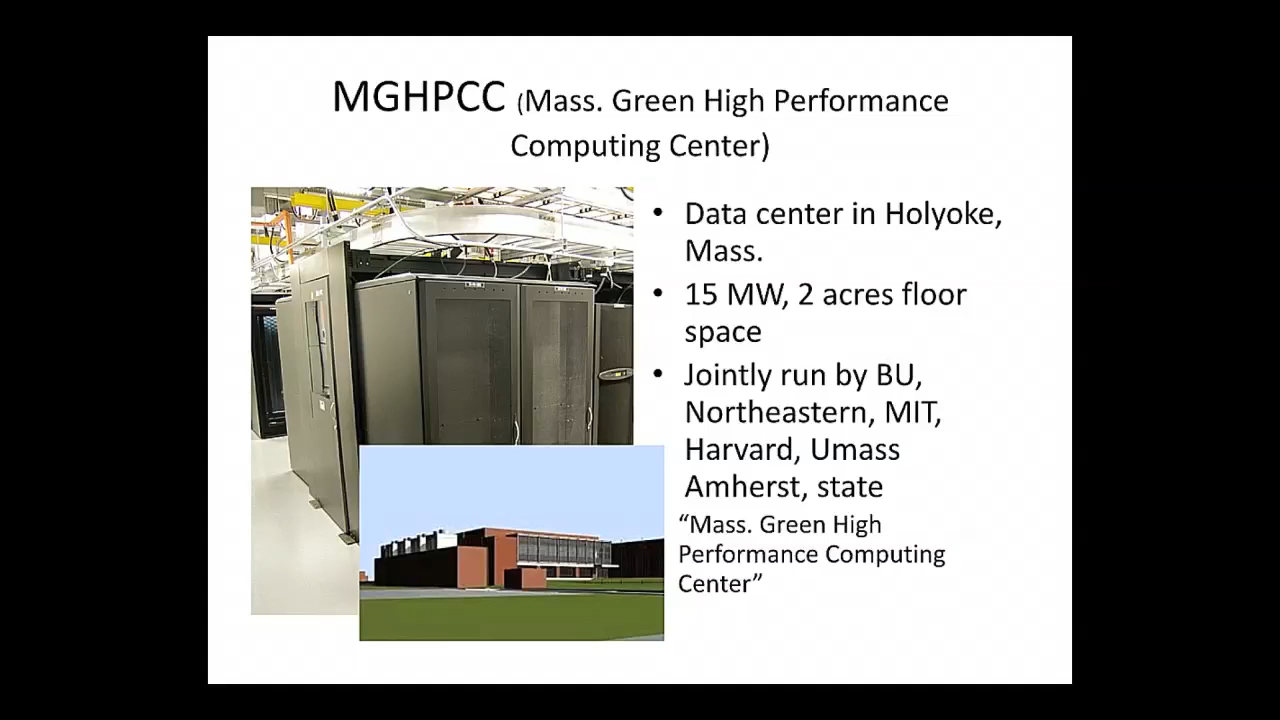 MGHPCC (Mass. Green High Performance
Computing Center)
• Data center in Holyoke,
Mass.
• 15 MW, 2 acres floor
space
• Jointly run by BU,
Northeastern, MIT,
Harvard, Umass
Amherst, state
“Mass. Green High
Performance Computing
Center”